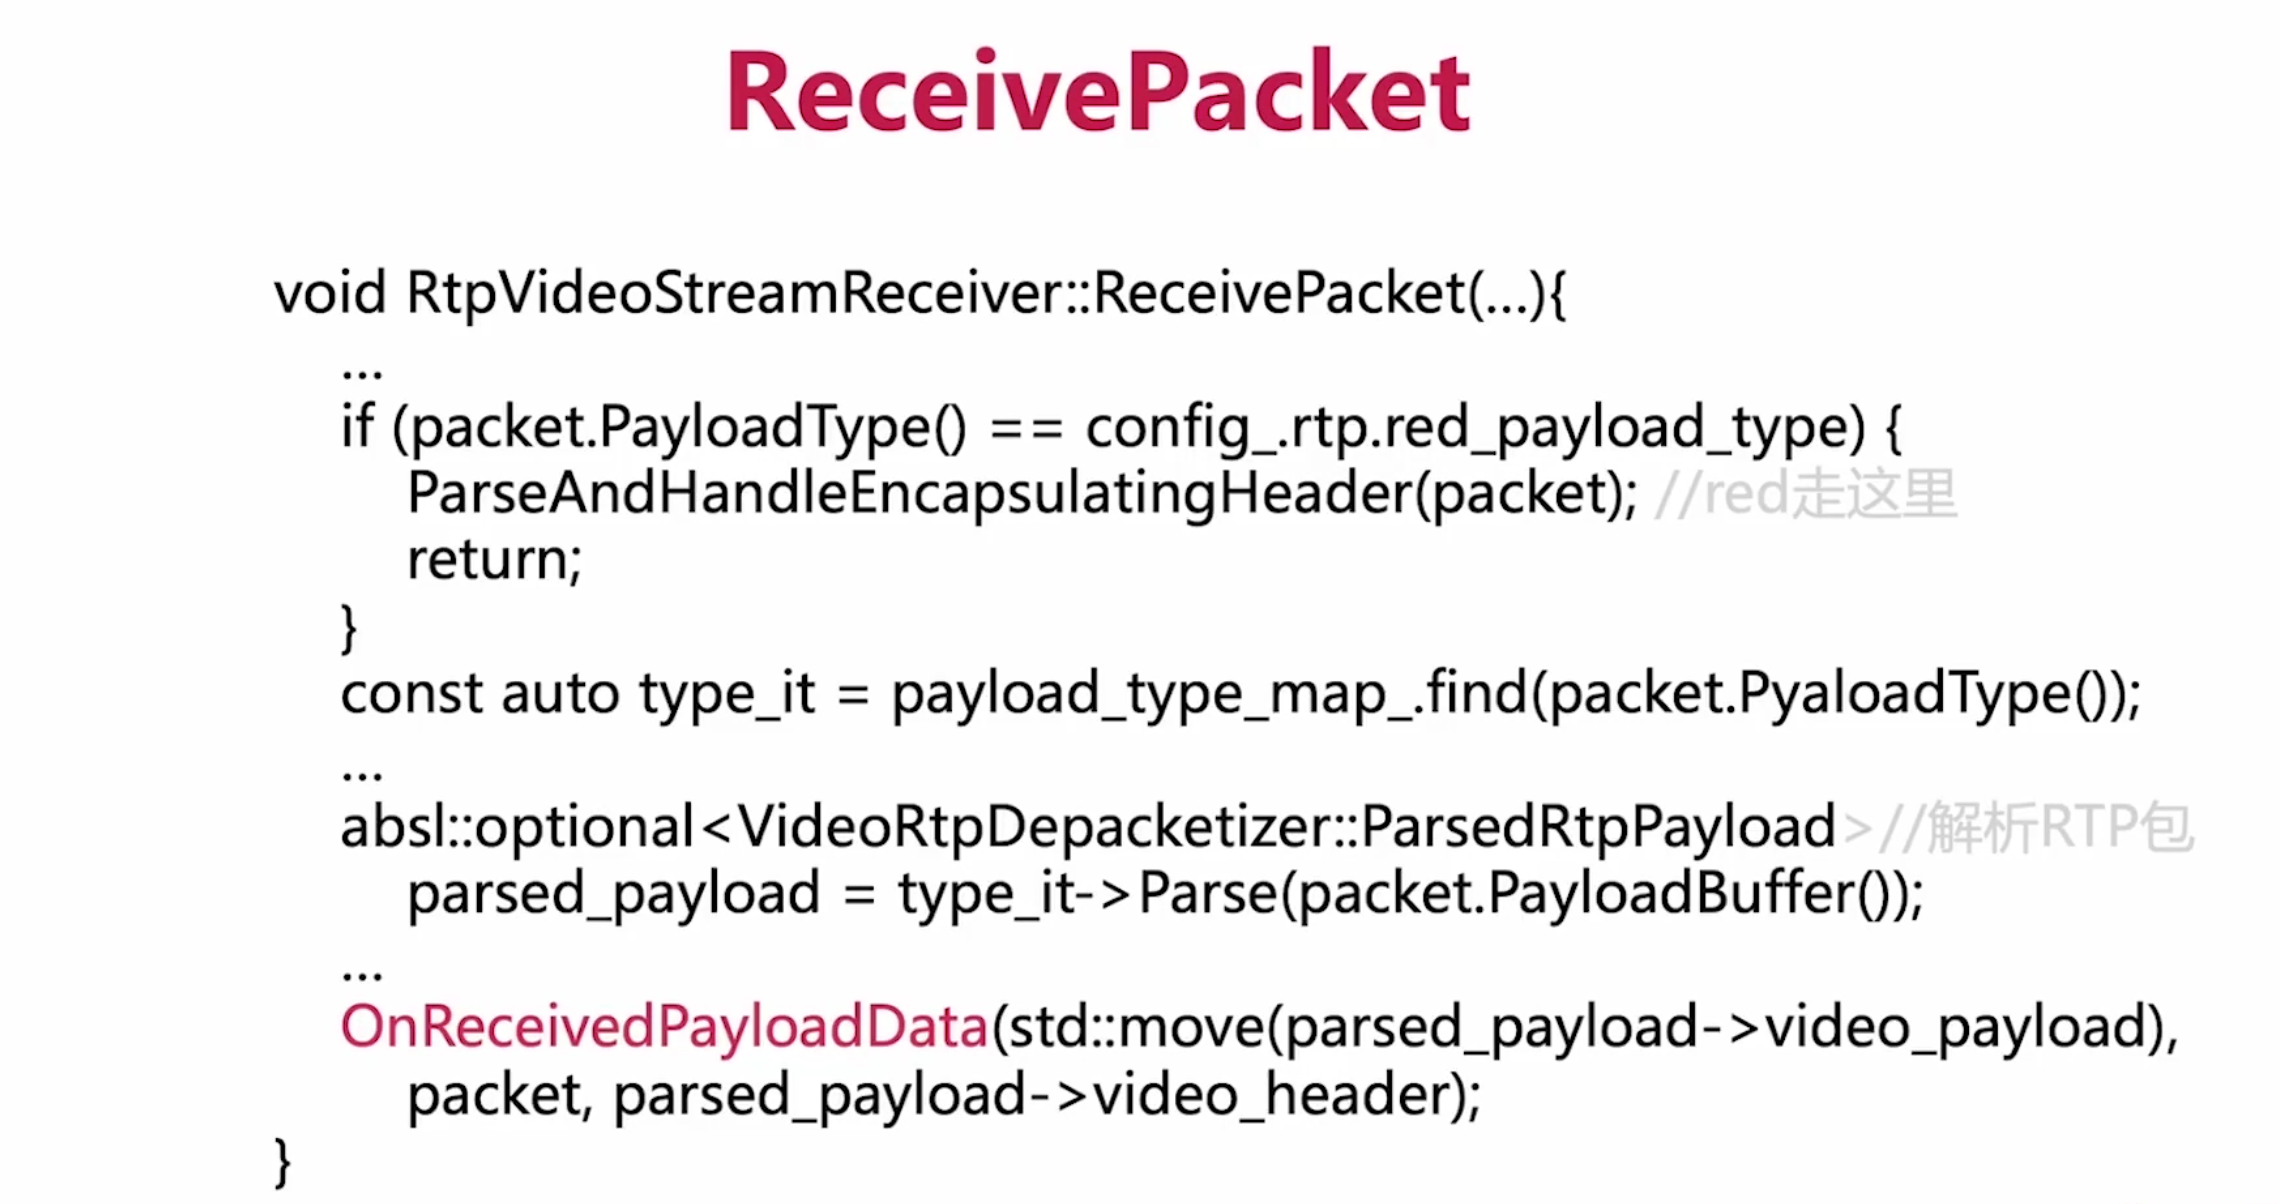 ReceivePacket
void RtpVideoStreamReceiver::ReceivePacket(...){
...
if (packet.PayloadType() == config_.rtp.red_payload_type) {
ParseAndHandleEncapsulatingHeader(packet); //red走这里
return;
}
const auto type_it = payload_type_map_.find(packet.PyaloadType());
...
absl::optional<VideoRtpDepacketizer::ParsedRtpPayload>//解析RTP包
parsed_payload = type_it->Parse(packet.PayloadBuffer());
...
OnReceivedPayloadData(std::move(parsed_payload->video_payload),
packet, parsed_payload->video_header);
}